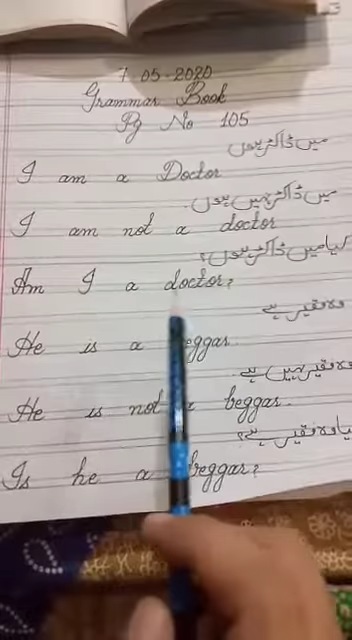 7-05-2020
Grammar Book
Pg No 105
میں ڈاکٹر ہوں
I am a Doctor
میں ڈاکٹر نہیں ہوں۔
I am not a doctor
کیا میں ڈاکٹر ہوں؟
Am I a doctor?
وہ فقیر ہے
He is a beggar.
وہ فقیر نہیں ہے
He is not a beggar.
کیا وہ فقیر ہے؟
Is he a beggar?